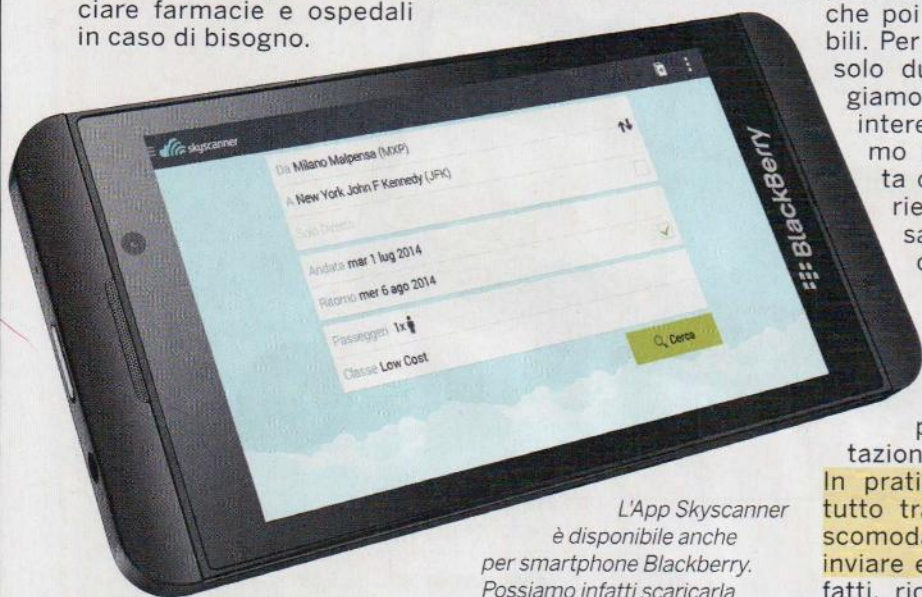 ciare farmacie e ospedali
in caso di bisogno.
skyscanner
Da Milano Malpensa (MXP)
A New York John F Kennedy (JFK)
Solo Diretti
Andata mar 1 lug 2014
Ritorno mer 6 ago 2014
Passeggeri 1x
Classe Low Cost
Cerca
BlackBerry
L'App Skyscanner
è disponibile anche
per smartphone Blackberry.
Possiamo infatti scaricarla
che poi
bili. Per
solo du
giamo
intere
mo
ta d
rie
sa
c
p
tazion
In prati
tutto tra
scomoda
inviare e
fatti, ric